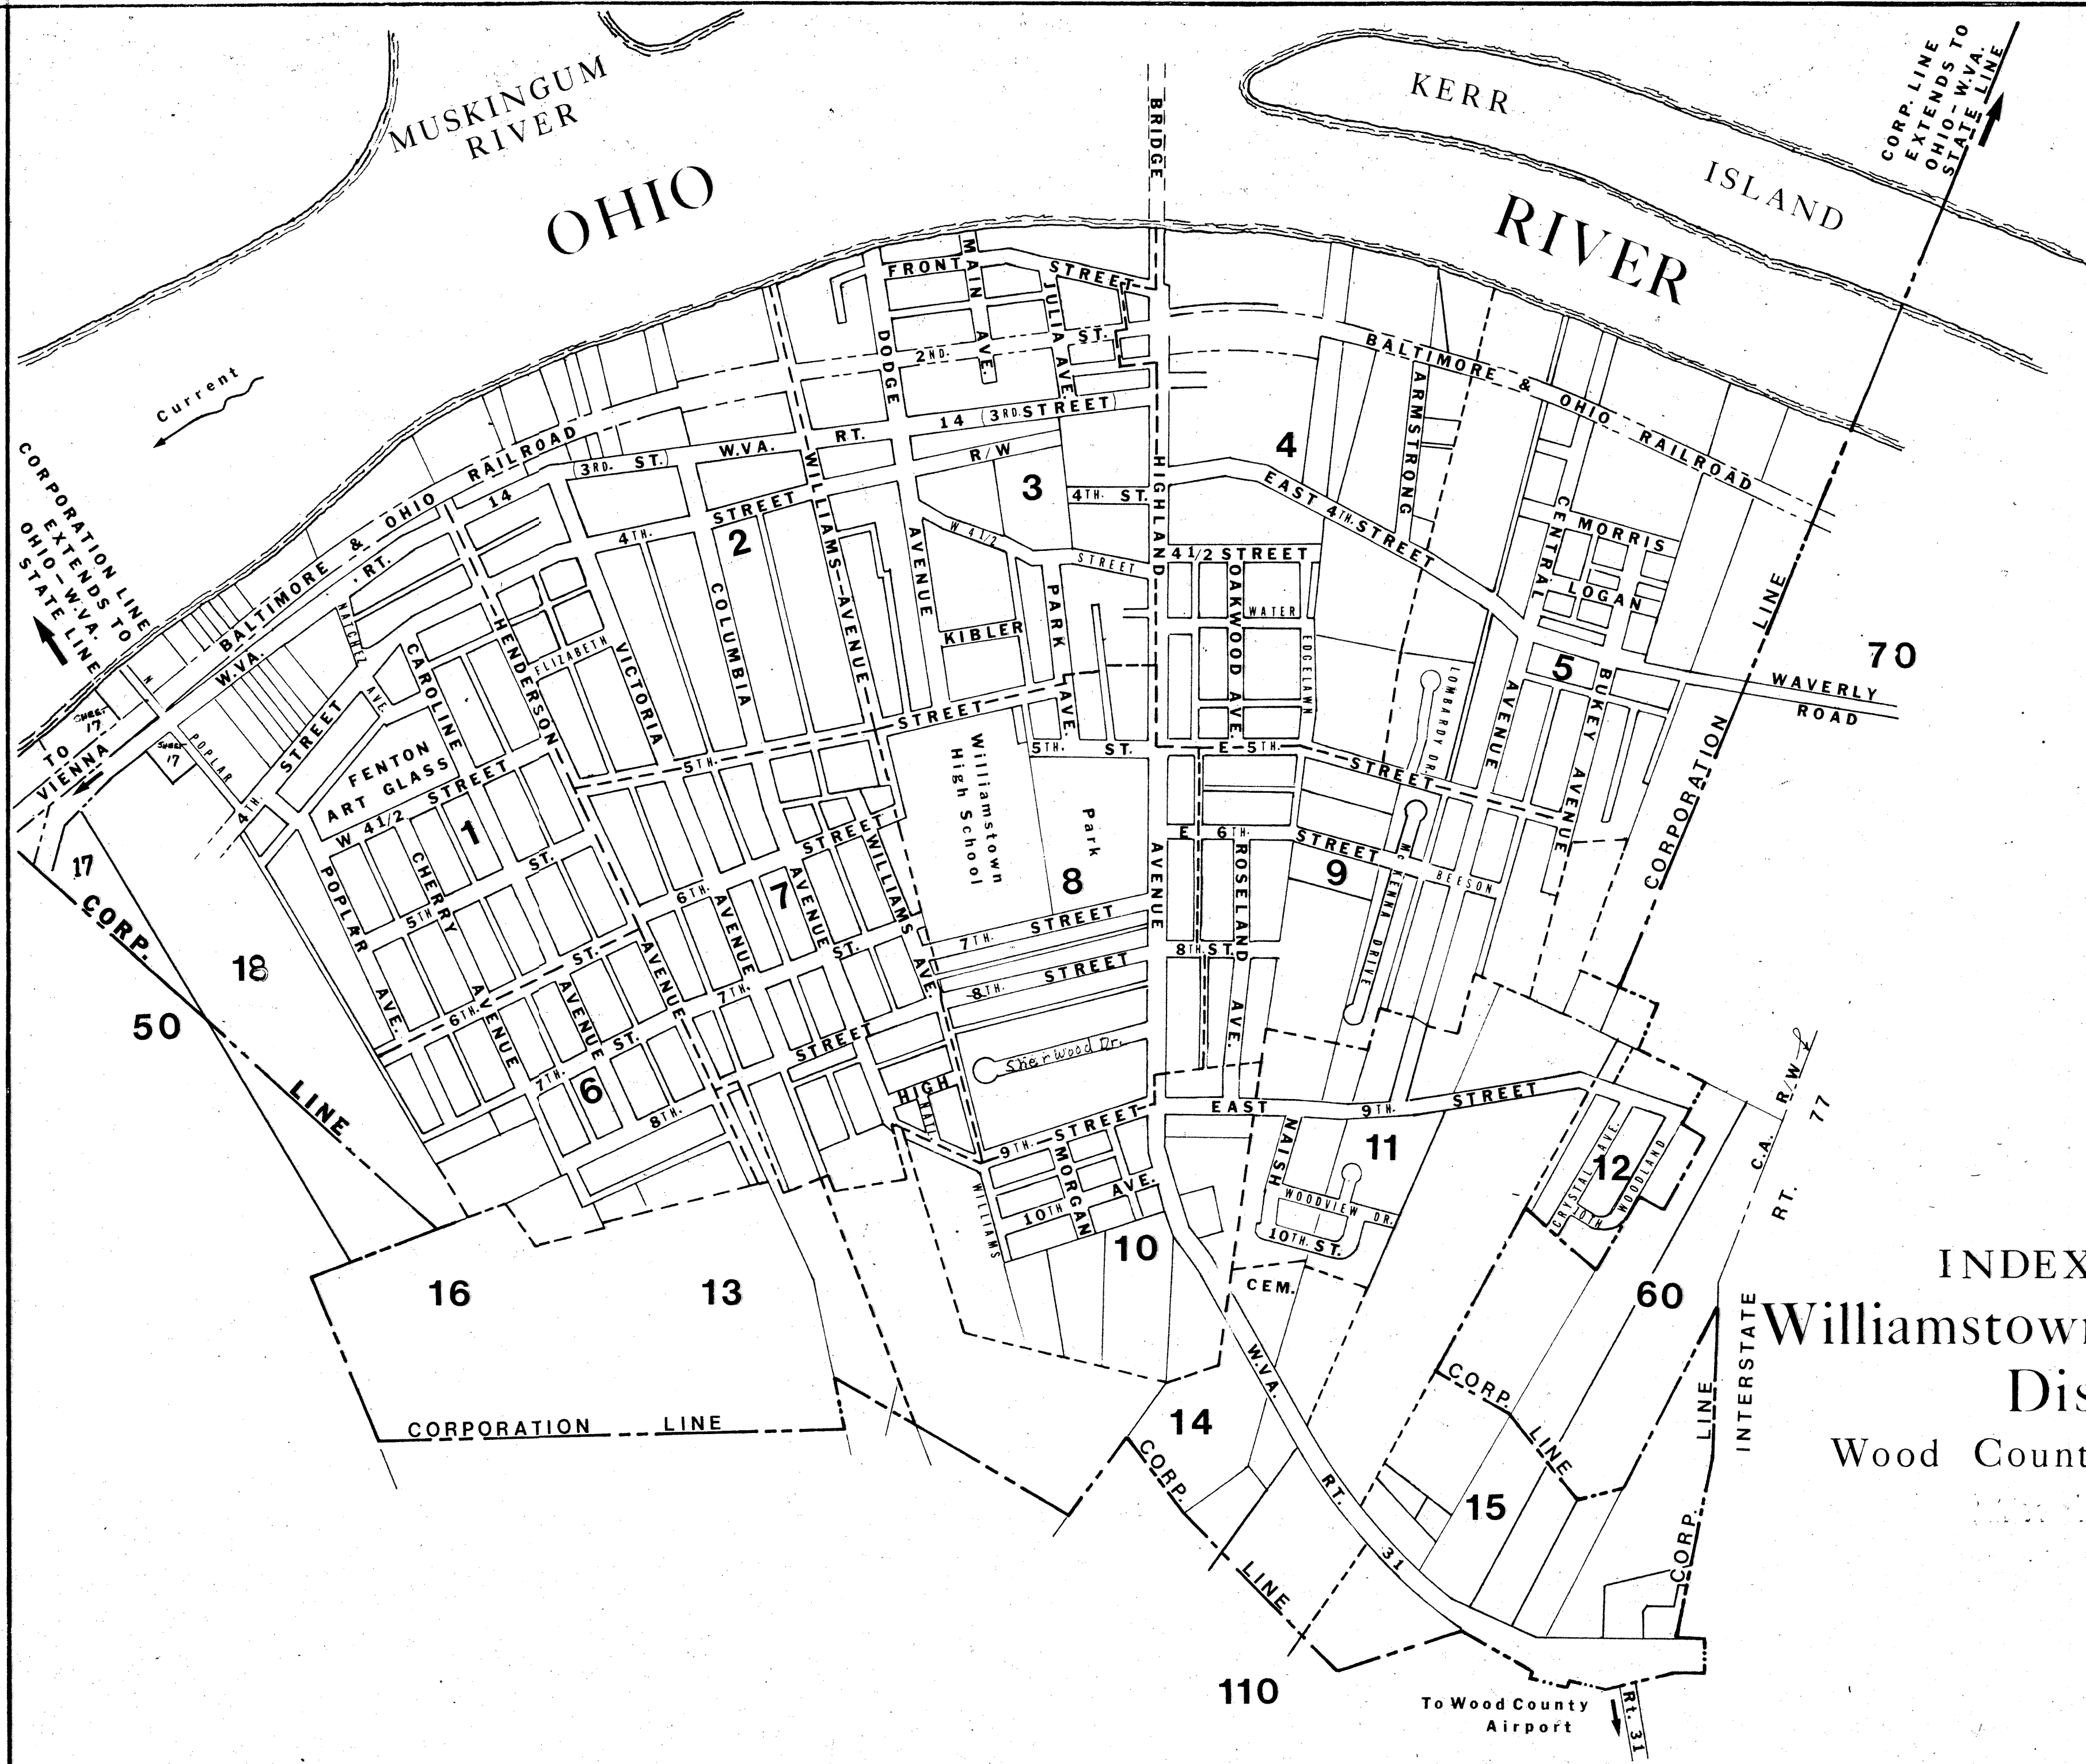 MUSKINGUM
RIVER
OHIO
BRIDGE
KERR
ISLAND
RIVER
CORP. LINE
EXTENDS TO
OHIO-W.VA.
STATE LINE
Current
CORPORATION LINE
EXTENDS TO
OHIO-W.VA.
STATE LINE
FRONT
STREET
MAIN
AVE.
JULIA AVE.
DODGE
AVENUE
2ND.
ST.
14 (3RD. STREET)
R/W
BALTIMORE & OHIO RAILROAD
BALTIMORE & OHIO RAILROAD
W.VA. RT. 14
(3RD. ST.)
W.VA. RT.
4TH. STREET
2
3
4
4TH. ST.
HIGHLAND
AVENUE
ARMSTRONG
EAST 4TH. STREET
W 4 1/2
STREET
4 1/2 STREET
OAKWOOD AVE.
WATER
EDGELAWN
CENTRAL
AVENUE
MORRIS
LOGAN
5
BUKEY AVENUE
LOMBARDY DR.
WAVERLY
ROAD
70
CORPORATION LINE
KIBLER
PARK
AVE.
WILLIAMS—AVENUE
COLUMBIA
AVENUE
VICTORIA
AVENUE
ELIZABETH
HENDERSON
AVENUE
CAROLINE
AVENUE
NATCHEZ
AVE.
N
POPLAR
4TH. STREET
SHEET
17
SHEET
17
TO
VIENNA
FENTON
ART GLASS
W 4 1/2 STREET
1
CHERRY
AVENUE
POPLAR
AVE.
5TH. ST.
5TH. STREET
5TH. ST.
E-5TH. STREET
Williamstown
High School
Park
8
E 6TH. STREET
BEESON
9
McKENNA DRIVE
ROSELAND
AVE.
6TH. STREET
WILLIAMS
AVE.
7
6TH. ST.
7TH. ST.
7TH. ST.
7TH. STREET
8TH. STREET
8TH. ST.
8TH. STREET
6
Sherwood Dr.
HIGH
NATL
9TH.—STREET
MORGAN
WILLIAMS
10TH AVE.
10
EAST 9TH. STREET
NAISH
11
WOODVIEW DR.
10TH. ST.
CEM.
12
CRYSTAL AVE.
WOODLAND
10TH
60
C.A. R/W
INTERSTATE RT. 77
17
CORP. LINE
18
50
16
13
CORPORATION LINE
14
CORP. LINE
W.VA. RT. 31
15
CORP. LINE
CORP. LINE
110
To Wood County
Airport
Rt. 31
INDEX
Williamstown
Dis
Wood Count